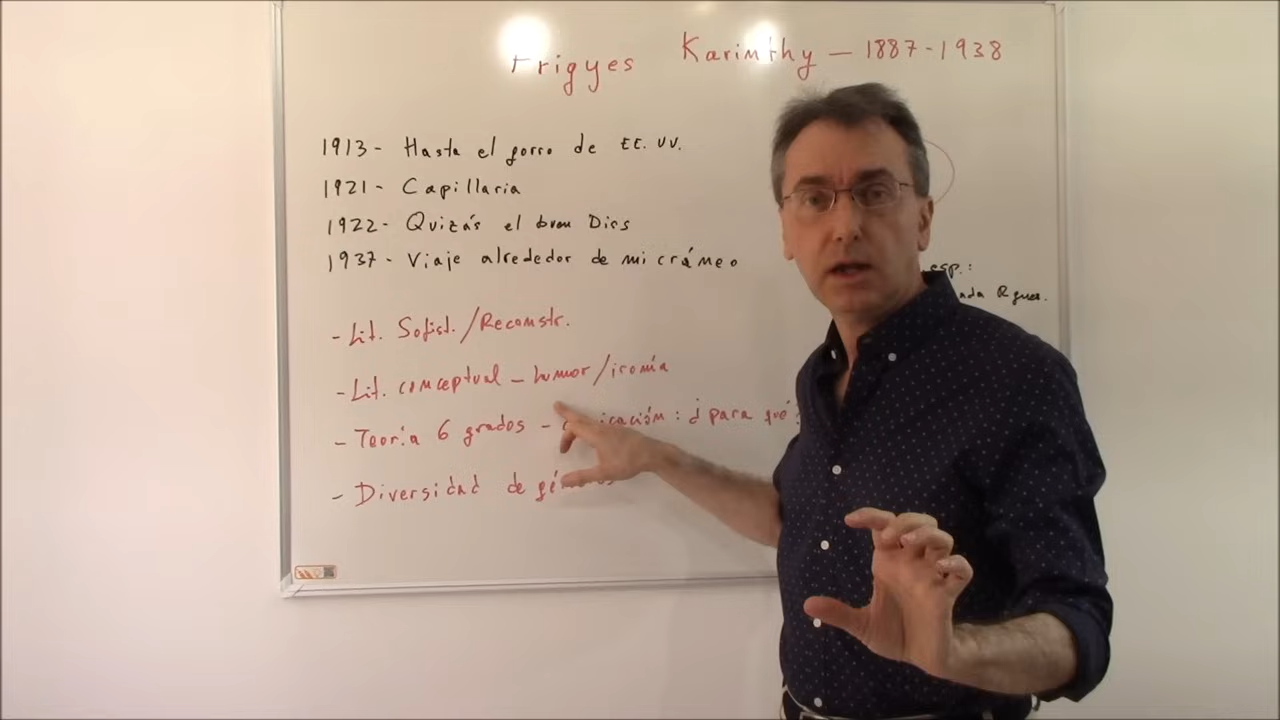 Frigyes Karinthy – 1887-1938
1913- Hasta el gorro de EE.UU.
1921- Capillaria
1922- Quizás el buen Dios
1937- Viaje alrededor de mi cráneo
esp.:
- Lit. Sofist./Reconstr.
- Lit. conceptual – humor/ironía
- Teoría 6 grados – : ¿para qué?
- Diversidad de